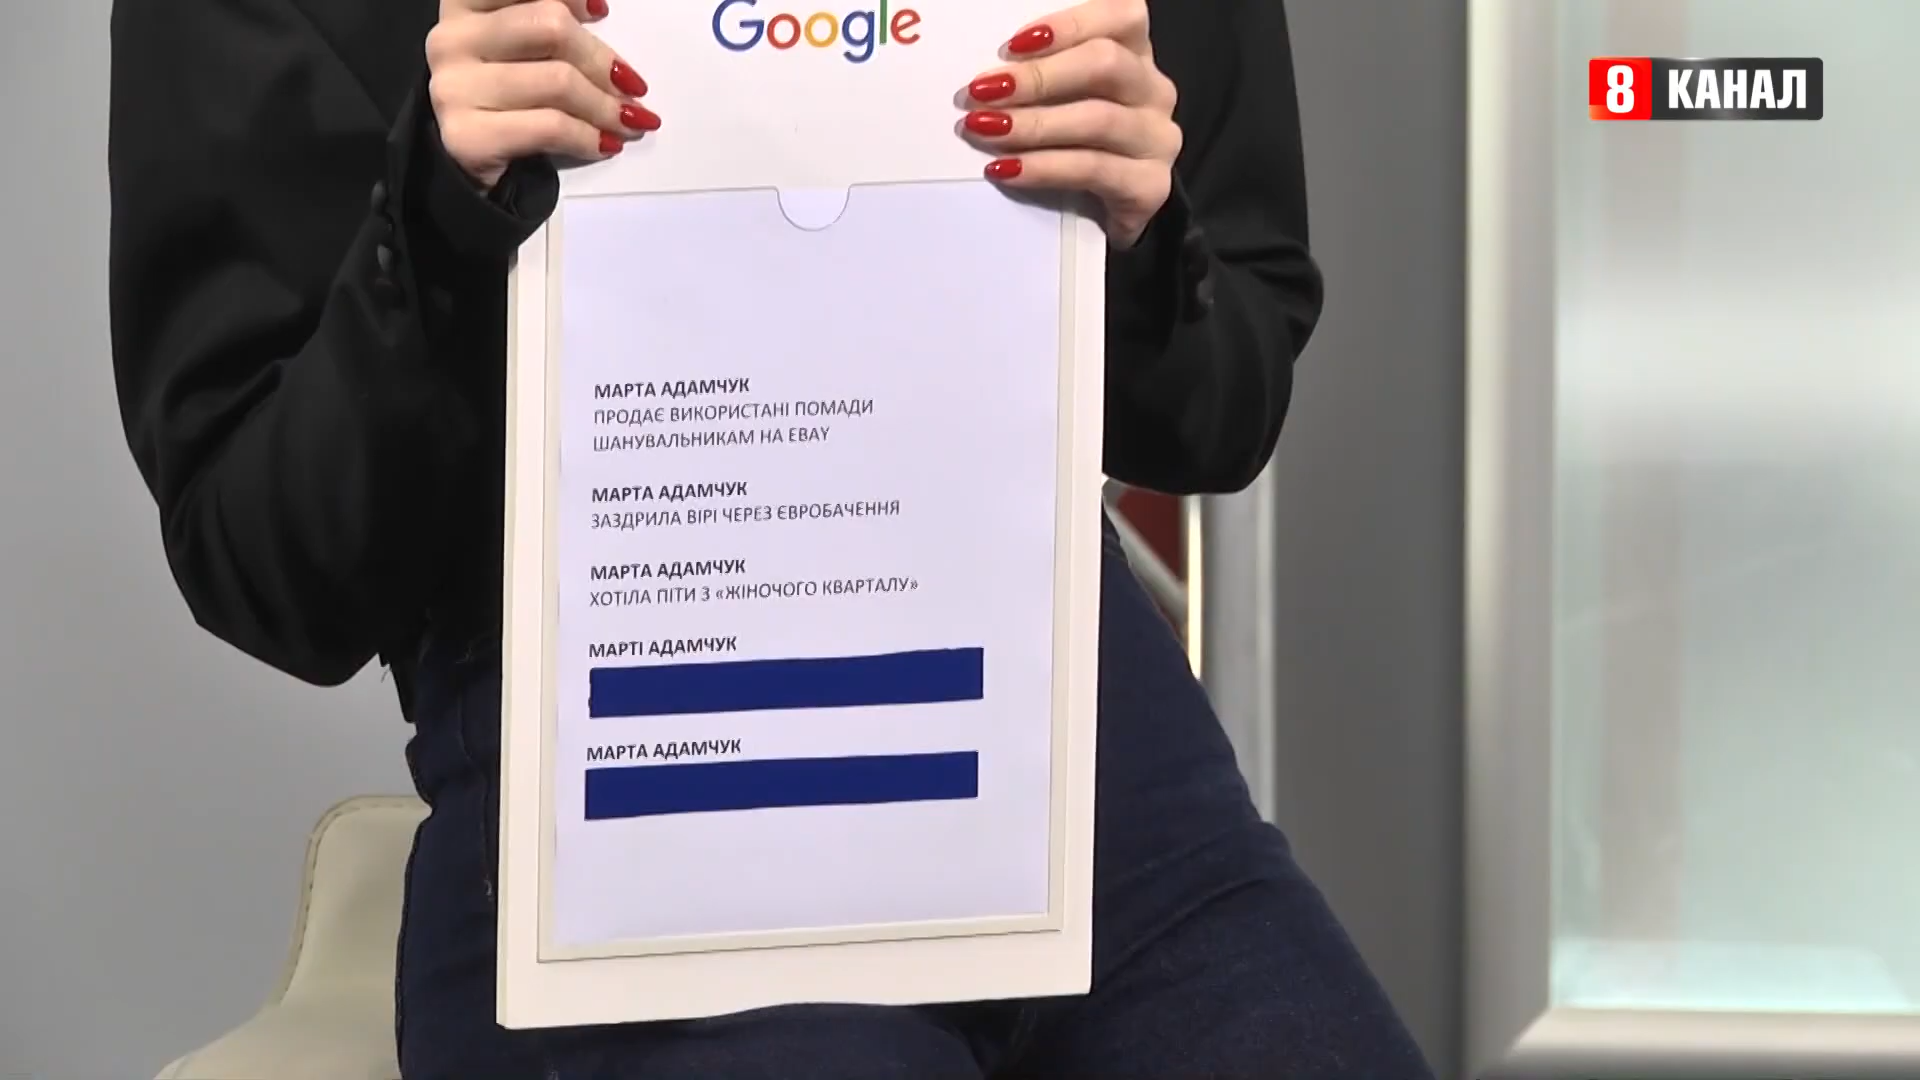 Google
8 КАНАЛ
МАРТА АДАМЧУК
ПРОДАЄ ВИКОРИСТАНІ ПОМАДИ
ШАНУВАЛЬНИКАМ НА EBAY
МАРТА АДАМЧУК
ЗАЗДРИЛА ВІРІ ЧЕРЕЗ ЄВРОБАЧЕННЯ
МАРТА АДАМЧУК
ХОТІЛА ПІТИ З «ЖІНОЧОГО КВАРТАЛУ»
МАРТІ АДАМЧУК
МАРТА АДАМЧУК